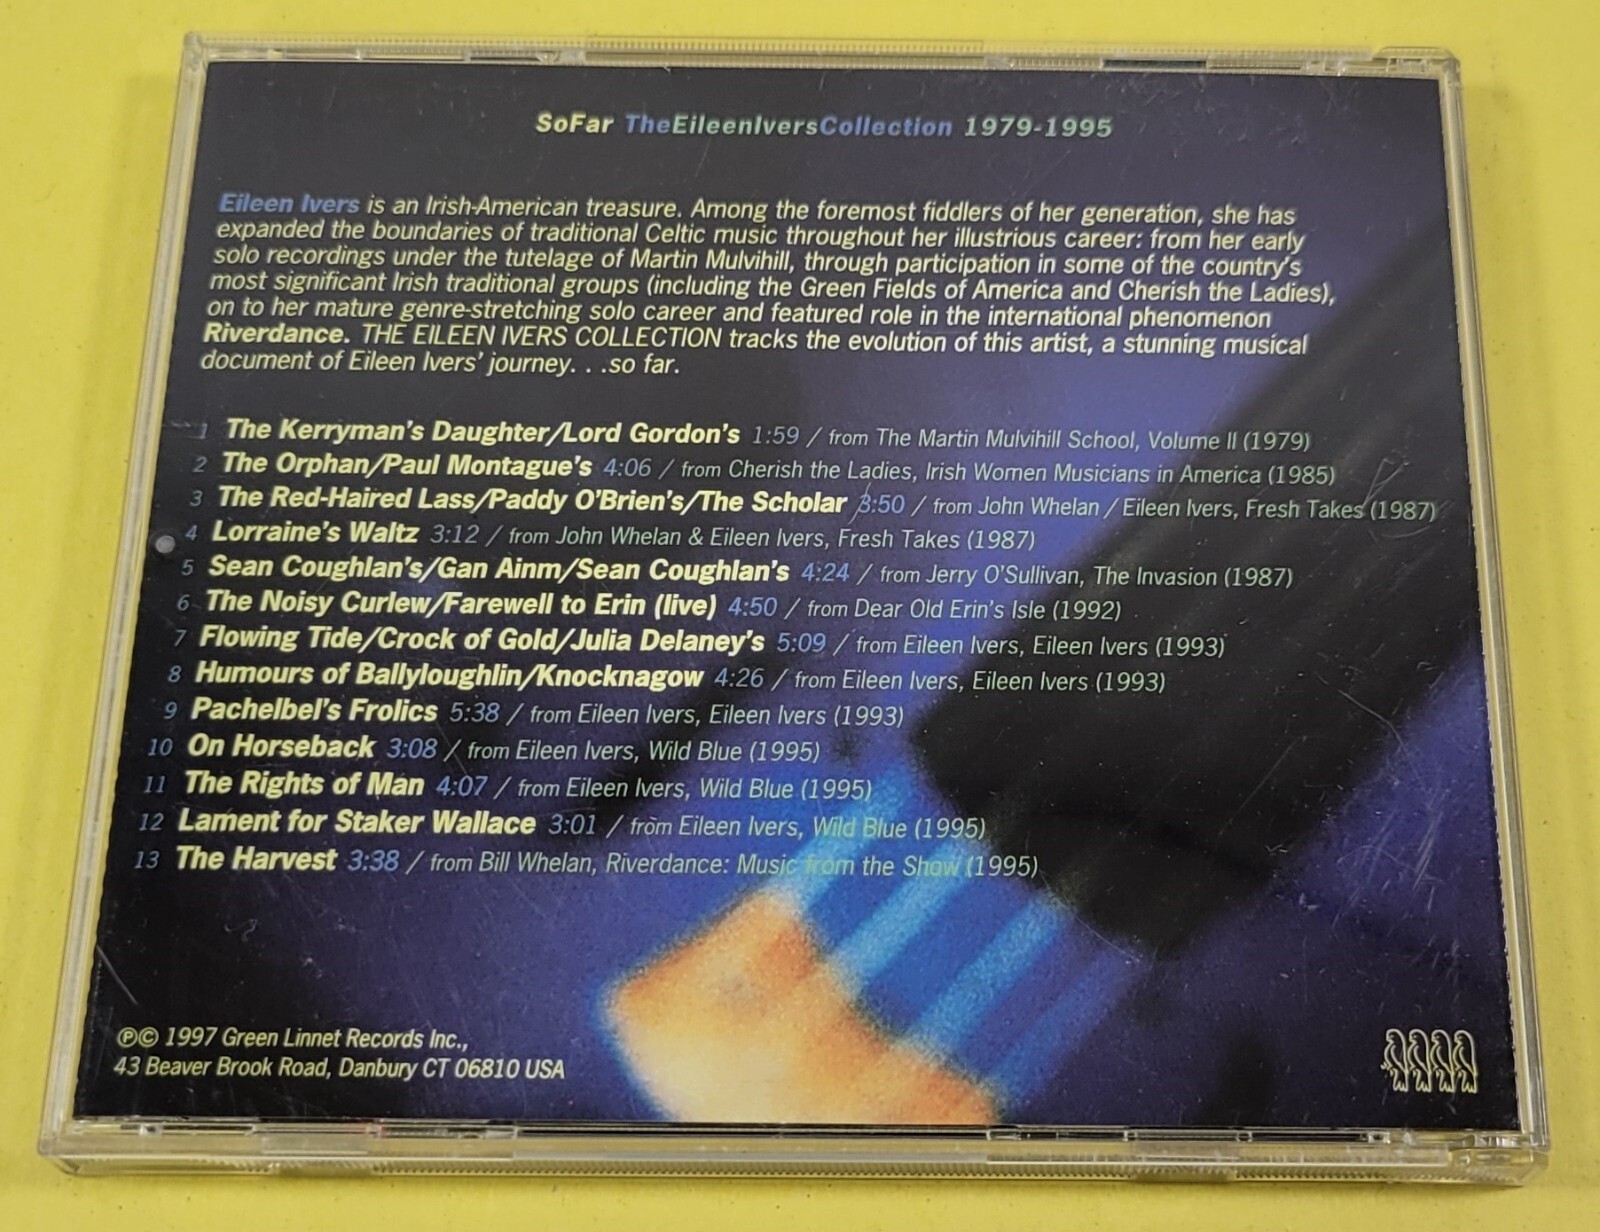 SoFar TheEileenIversCollection 1979-1995
Eileen Ivers is an Irish-American treasure. Among the foremost fiddlers of her generation, she has
expanded the boundaries of traditional Celtic music throughout her illustrious career: from her early
solo recordings under the tutelage of Martin Mulvihill, through participation in some of the country's
most significant Irish traditional groups (including the Green Fields of America and Cherish the Ladies),
on to her mature genre-stretching solo career and featured role in the international phenomenon
Riverdance. THE EILEEN IVERS COLLECTION tracks the evolution of this artist, a stunning musical
document of Eileen Ivers' journey. . .so far.
1 The Kerryman's Daughter/Lord Gordon's 1:59 / from The Martin Mulvihill School, Volume II (1979)
2 The Orphan/Paul Montague's 4:06 / from Cherish the Ladies, Irish Women Musicians in America (1985)
3 The Red-Haired Lass/Paddy O'Brien's/The Scholar 3:50 / from John Whelan / Eileen Ivers, Fresh Takes (1987)
4 Lorraine's Waltz 3:12 / from John Whelan & Eileen Ivers, Fresh Takes (1987)
5 Sean Coughlan's/Gan Ainm/Sean Coughlan's 4:24 / from Jerry O'Sullivan, The Invasion (1987)
6 The Noisy Curlew/Farewell to Erin (live) 4:50 / from Dear Old Erin's Isle (1992)
7 Flowing Tide/Crock of Gold/Julia Delaney's 5:09 / from Eileen Ivers, Eileen Ivers (1993)
8 Humours of Ballyloughlin/Knocknagow 4:26 / from Eileen Ivers, Eileen Ivers (1993)
9 Pachelbel's Frolics 5:38 / from Eileen Ivers, Eileen Ivers (1993)
10 On Horseback 3:08 / from Eileen Ivers, Wild Blue (1995)
11 The Rights of Man 4:07 / from Eileen Ivers, Wild Blue (1995)
12 Lament for Staker Wallace 3:01 / from Eileen Ivers, Wild Blue (1995)
13 The Harvest 3:38 / from Bill Whelan, Riverdance: Music from the Show (1995)
℗© 1997 Green Linnet Records Inc.,
43 Beaver Brook Road, Danbury CT 06810 USA